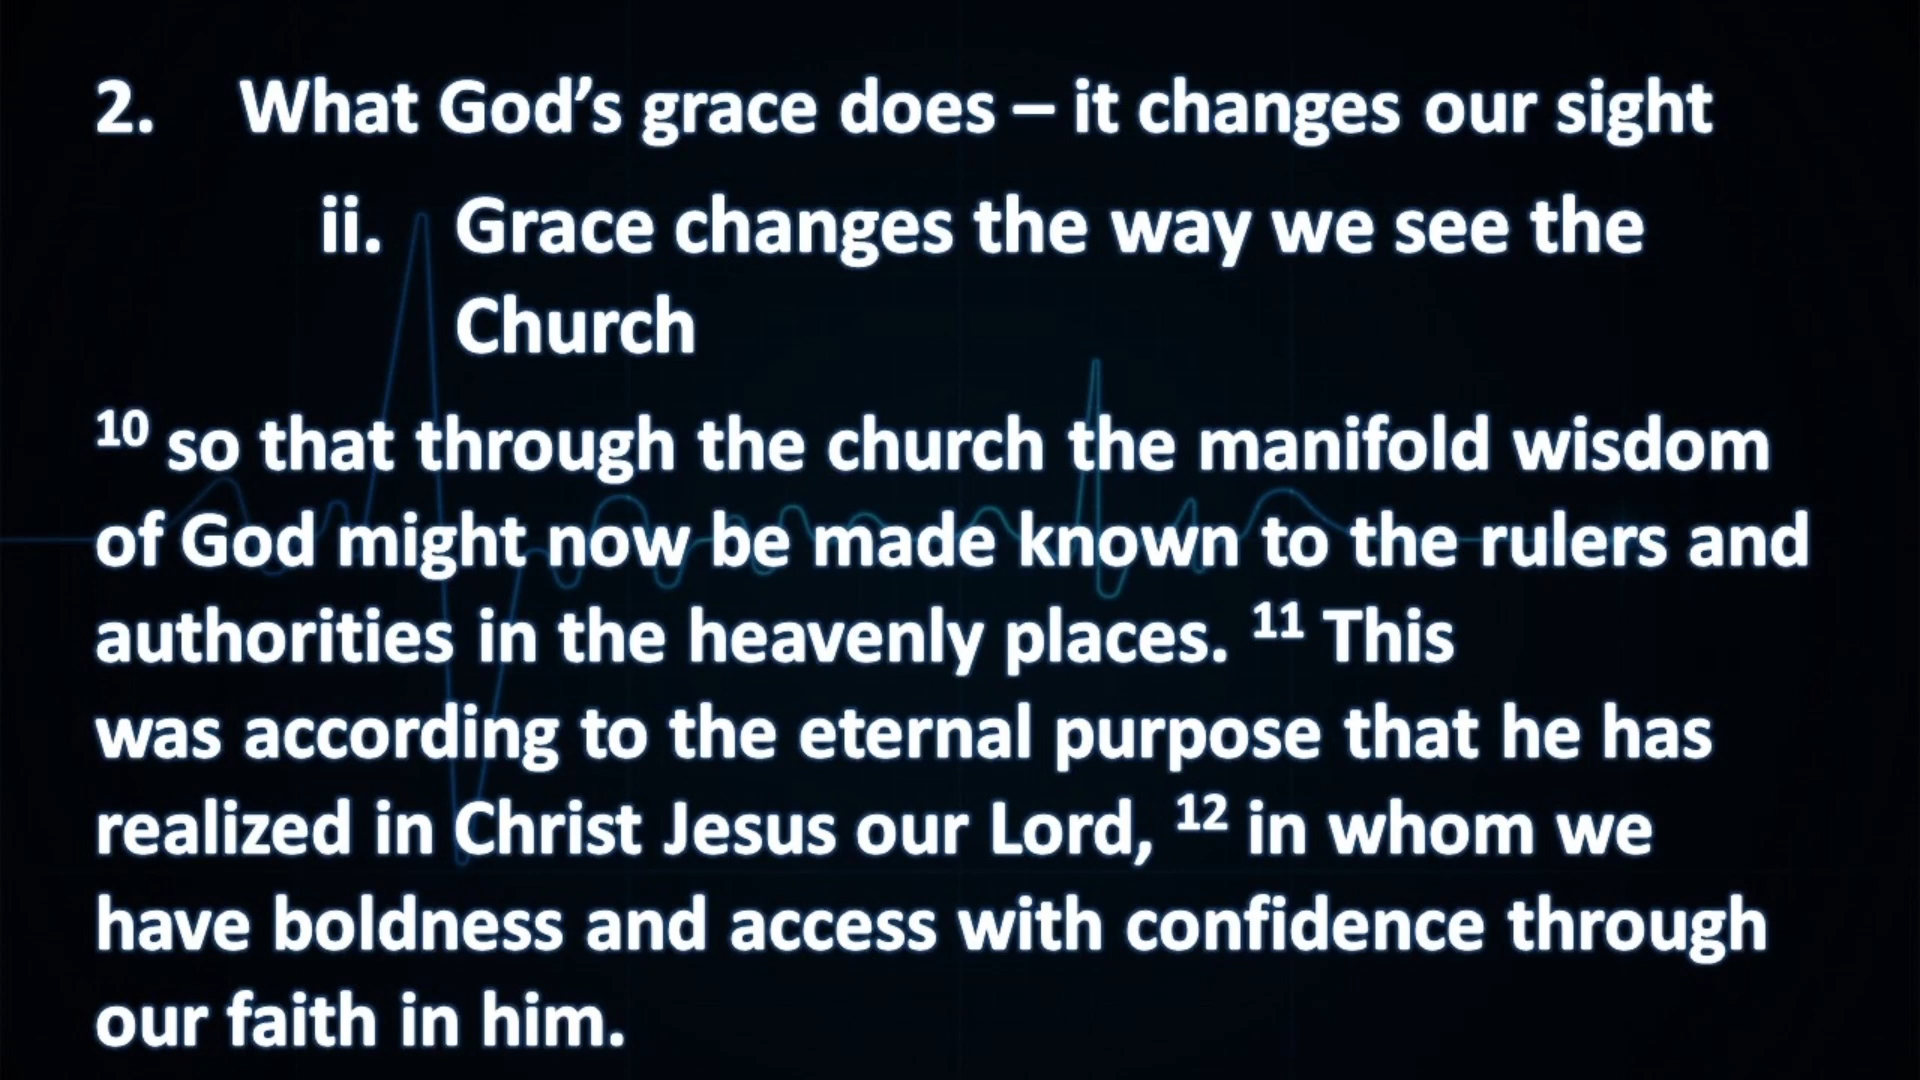 2. What God’s grace does – it changes our sight
ii. Grace changes the way we see the
Church
10 so that through the church the manifold wisdom
of God might now be made known to the rulers and
authorities in the heavenly places. 11 This
was according to the eternal purpose that he has
realized in Christ Jesus our Lord, 12 in whom we
have boldness and access with confidence through
our faith in him.